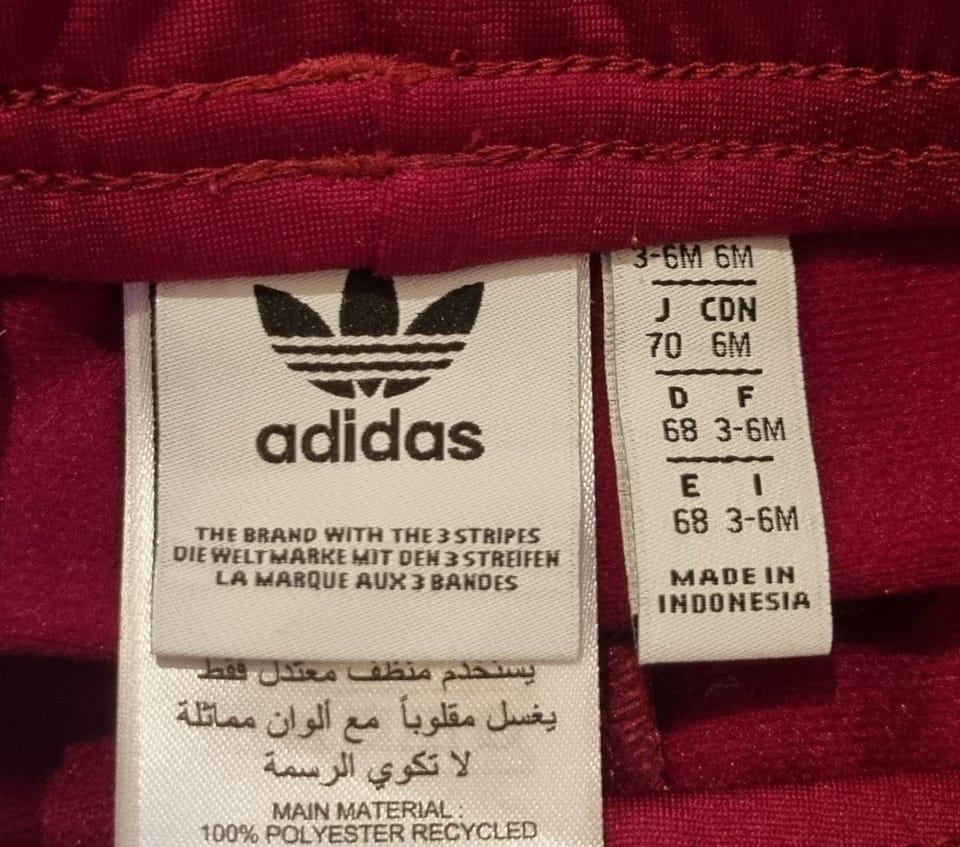 adidas
THE BRAND WITH THE 3 STRIPES
DIE WELTMARKE MIT DEN 3 STREIFEN
LA MARQUE AUX 3 BANDES
يستخدم منظف معتدل فقط
يغسل مقلوباً مع ألوان مماثلة
لا تكوي الرسمة
MAIN MATERIAL :
100% POLYESTER RECYCLED
3-6M 6M
J CDN
70 6M
D F
68 3-6M
E I
68 3-6M
MADE IN
INDONESIA